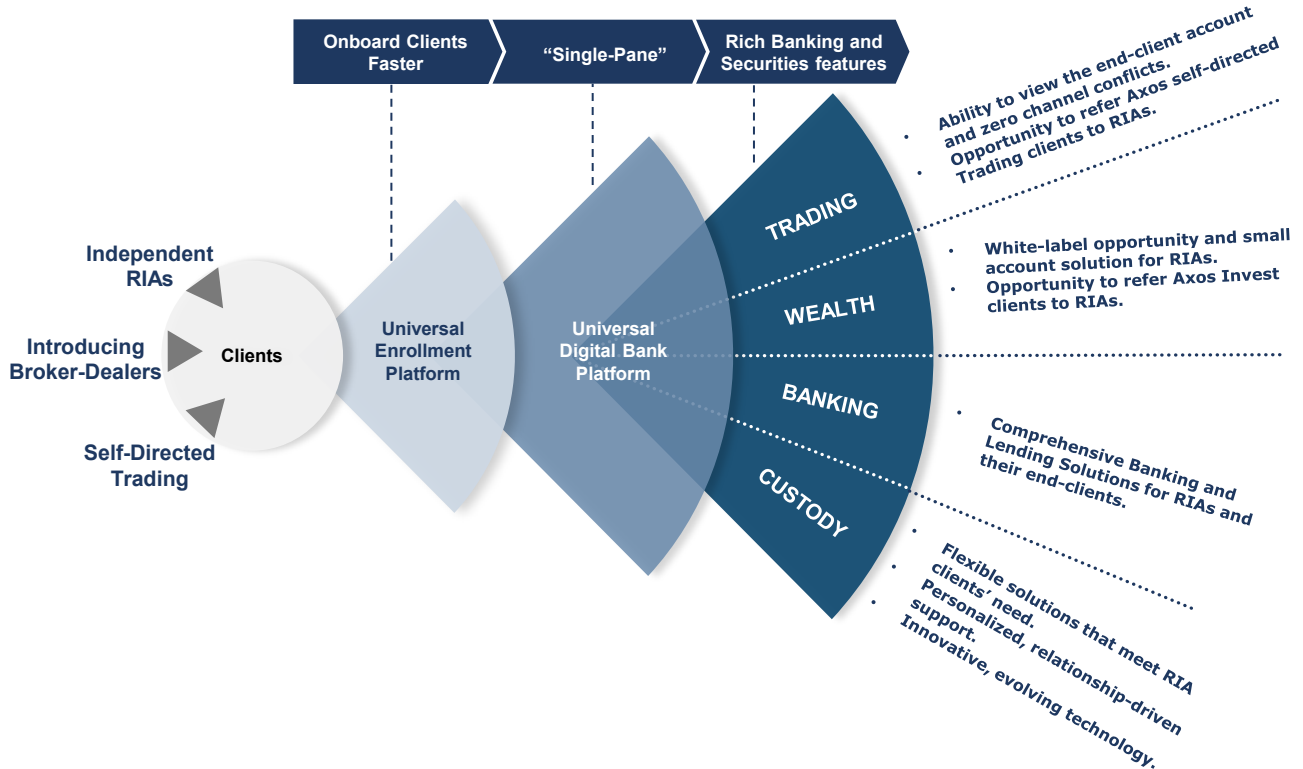 Onboard Clients
Faster
“Single-Pane”
Rich Banking and
Securities features
Independent
RIAs
Introducing
Broker-Dealers
Self-Directed
Trading
Clients
Universal
Enrollment
Platform
Universal
Digital Bank
Platform
TRADING
WEALTH
BANKING
CUSTODY
• Ability to view the end-client account
and zero channel conflicts.
• Opportunity to refer Axos self-directed
Trading clients to RIAs.
• White-label opportunity and small
account solution for RIAs.
• Opportunity to refer Axos Invest
clients to RIAs.
• Comprehensive Banking and
Lending Solutions for RIAs and
their end-clients.
• Flexible solutions that meet RIA
clients’ need.
• Personalized, relationship-driven
support.
• Innovative, evolving technology.